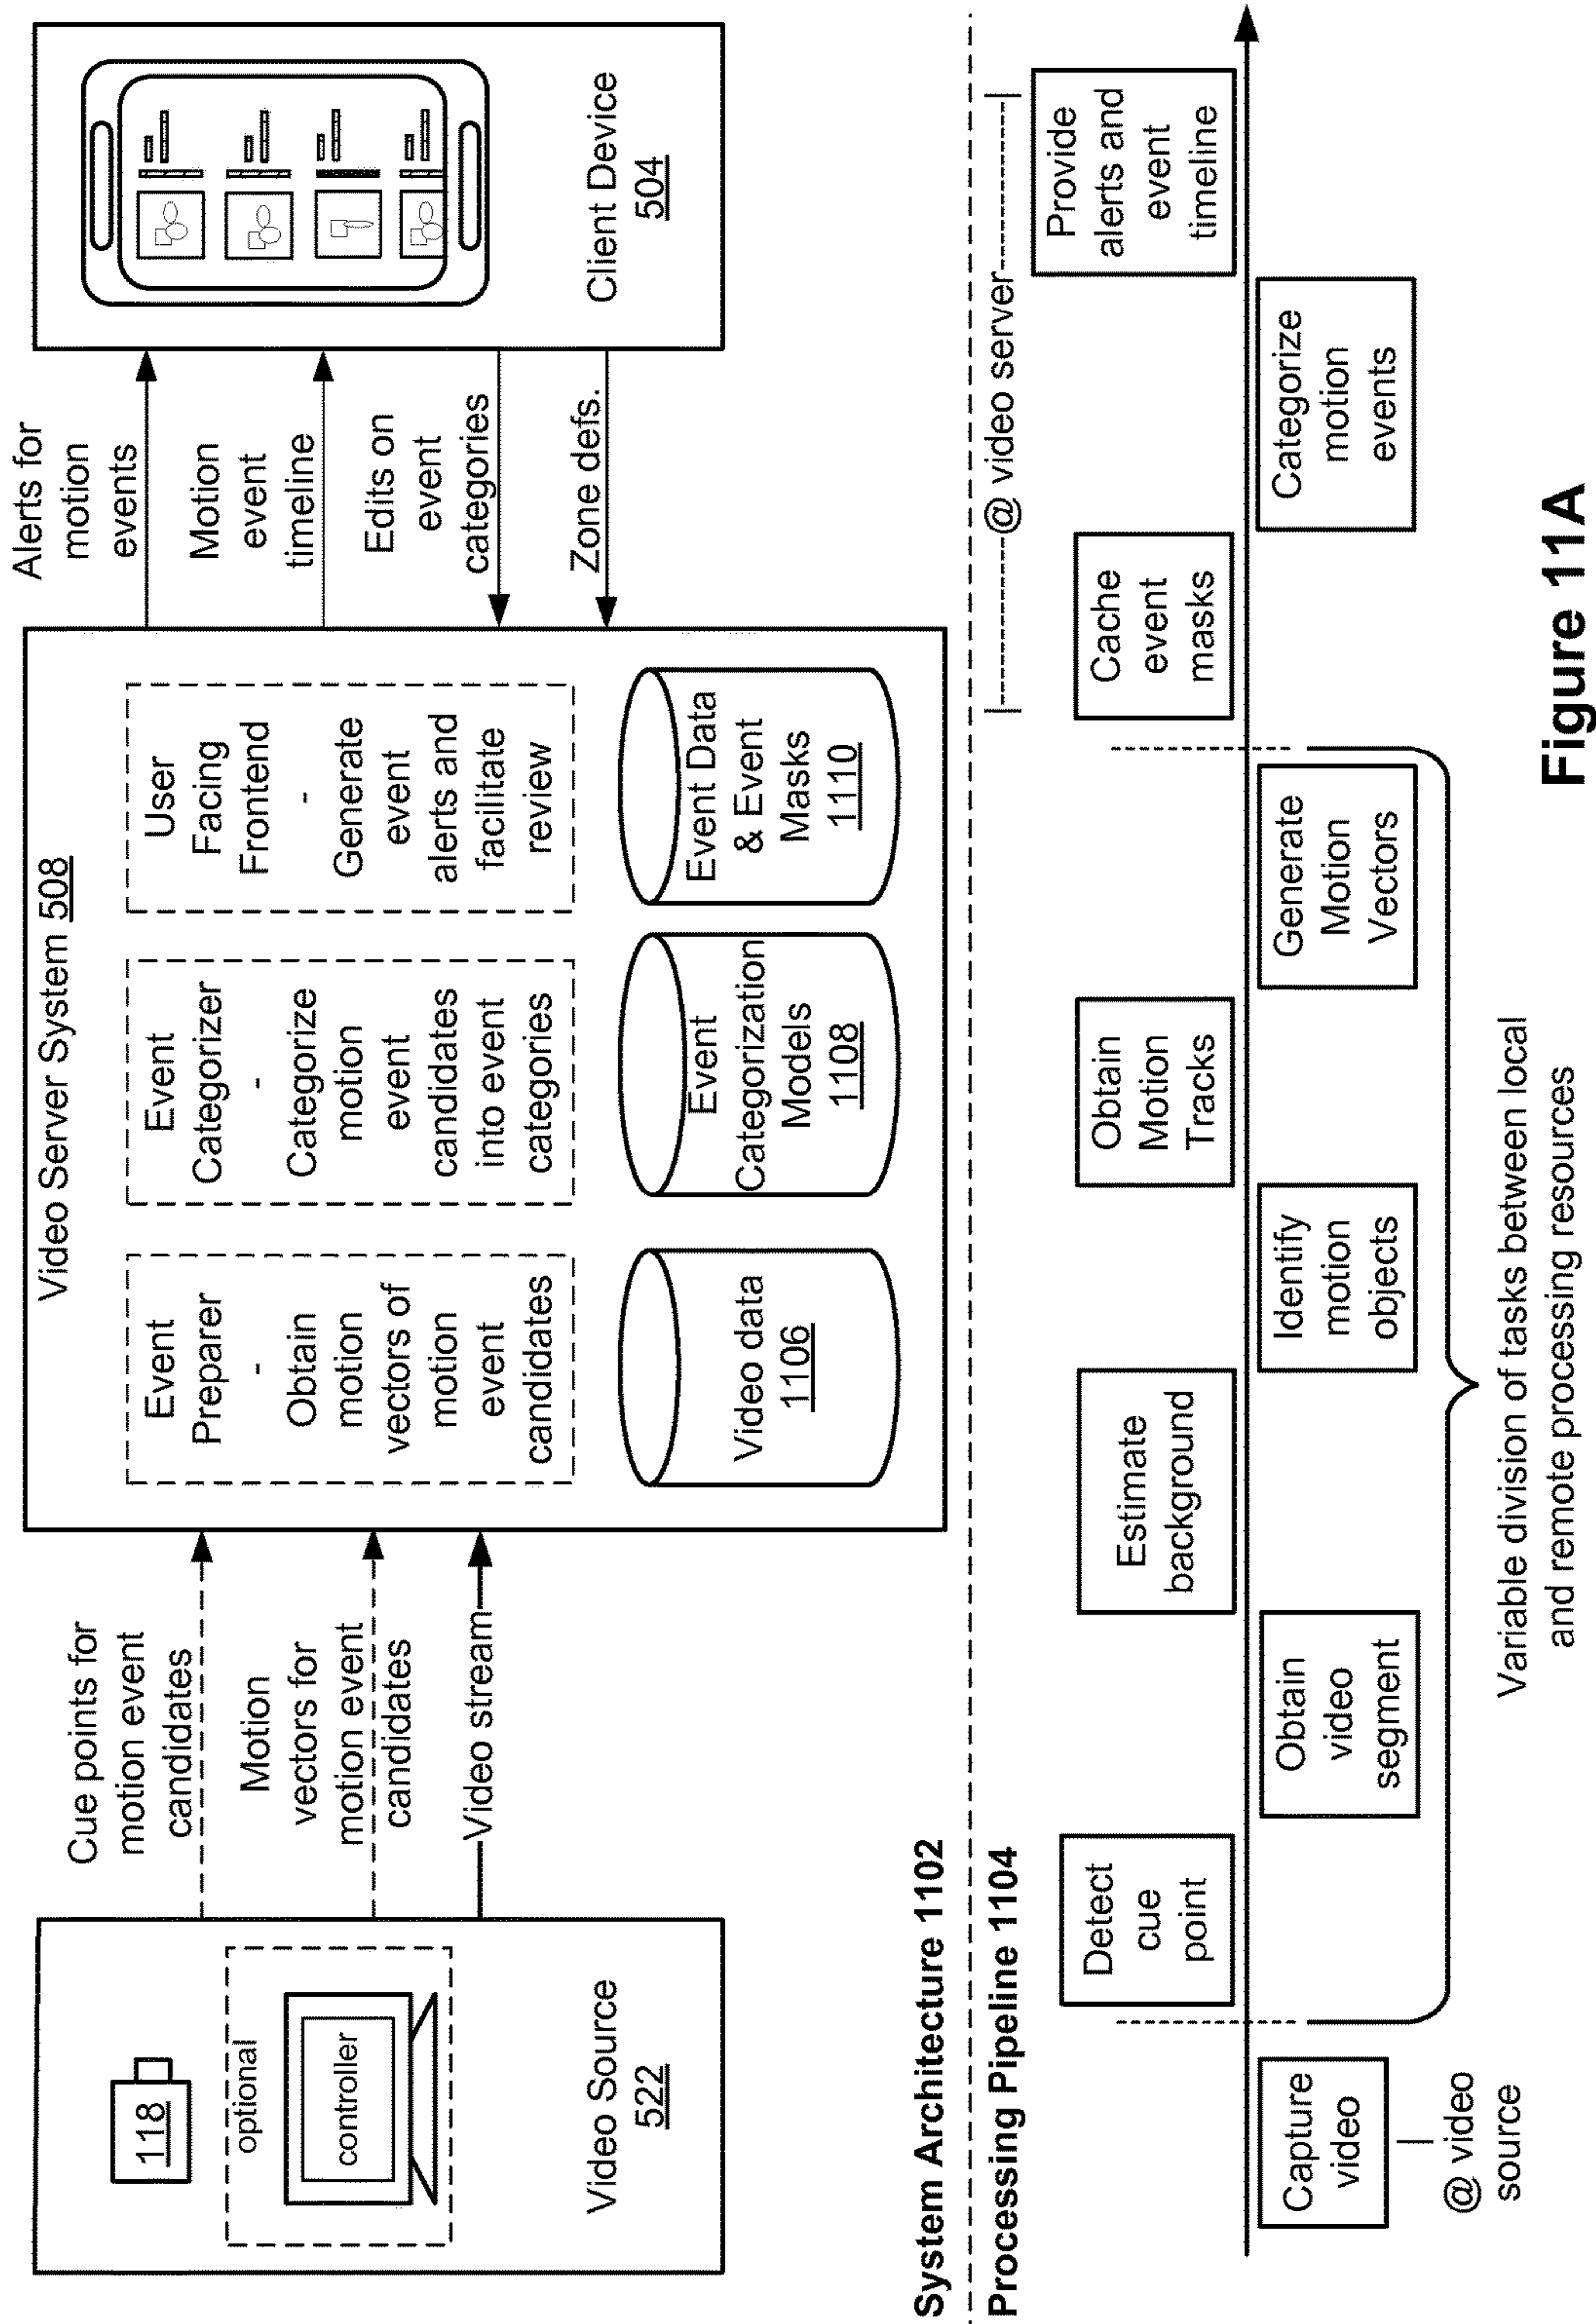 118
optional
controller
Video Source
522
Cue points for
motion event
candidates
Motion
vectors for
motion event
candidates
Video stream
Video Server System 508
Event
Preparer
-
Obtain
motion
vectors of
motion
event
candidates
Event
Categorizer
-
Categorize
motion
event
candidates
into event
categories
User
Facing
Frontend
-
Generate
event
alerts and
facilitate
review
Video data
1106
Event
Categorization
Models
1108
Event Data
& Event
Masks
1110
Alerts for
motion
events
Motion
event
timeline
Edits on
event
categories
Zone defs.
Client Device
504
System Architecture 1102
Processing Pipeline 1104
@ video server
Capture
video
@ video
source
Detect
cue
point
Obtain
video
segment
Estimate
background
Identify
motion
objects
Obtain
Motion
Tracks
Generate
Motion
Vectors
Cache
event
masks
Categorize
motion
events
Provide
alerts and
event
timeline
Variable division of tasks between local
and remote processing resources
Figure 11A